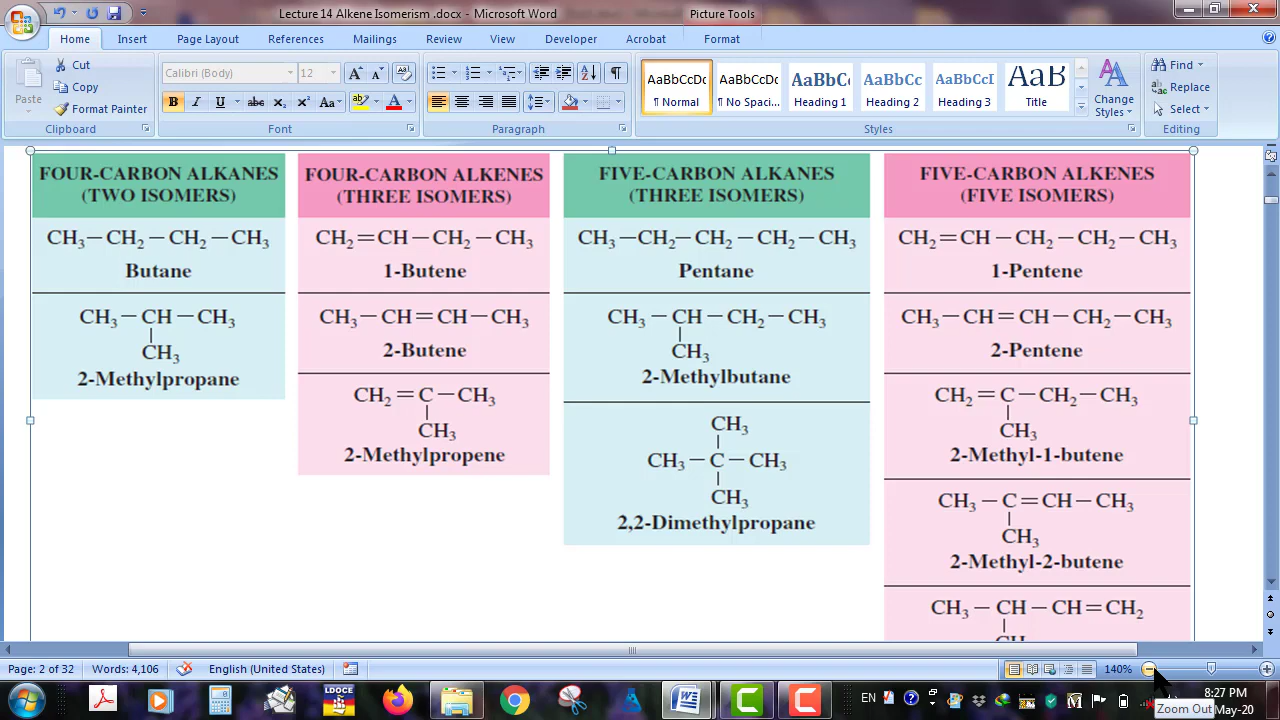 Lecture 14 Alkene Isomerism .docx - Microsoft Word
Picture Tools
Home Insert Page Layout References Mailings Review View Developer Acrobat Format
Paste
Cut
Copy
Format Painter
Clipboard
Calibri (Body) 12
B I U abc X₂ X² Aa
Font
Paragraph
AaBbCcDc AaBbCcDc AaBbCc AaBbCc AaBbCcI AaB
¶ Normal ¶ No Spaci... Heading 1 Heading 2 Heading 3 Title
Change
Styles
Styles
Find
Replace
Select
Editing
FOUR-CARBON ALKANES
(TWO ISOMERS)
CH₃—CH₂—CH₂—CH₃
Butane
CH₃—CH—CH₃
CH₃
2-Methylpropane
FOUR-CARBON ALKENES
(THREE ISOMERS)
CH₂=CH—CH₂—CH₃
1-Butene
CH₃—CH=CH—CH₃
2-Butene
CH₂=C—CH₃
CH₃
2-Methylpropene
FIVE-CARBON ALKANES
(THREE ISOMERS)
CH₃—CH₂—CH₂—CH₂—CH₃
Pentane
CH₃—CH—CH₂—CH₃
CH₃
2-Methylbutane
CH₃
CH₃—C—CH₃
CH₃
2,2-Dimethylpropane
FIVE-CARBON ALKENES
(FIVE ISOMERS)
CH₂=CH—CH₂—CH₂—CH₃
1-Pentene
CH₃—CH=CH—CH₂—CH₃
2-Pentene
CH₂=C—CH₂—CH₃
CH₃
2-Methyl-1-butene
CH₃—C=CH—CH₃
CH₃
2-Methyl-2-butene
CH₃—CH—CH=CH₂
Page: 2 of 32 Words: 4,106 English (United States) 140%
LDOCE
EN
8:27 PM
May-20
Zoom Out